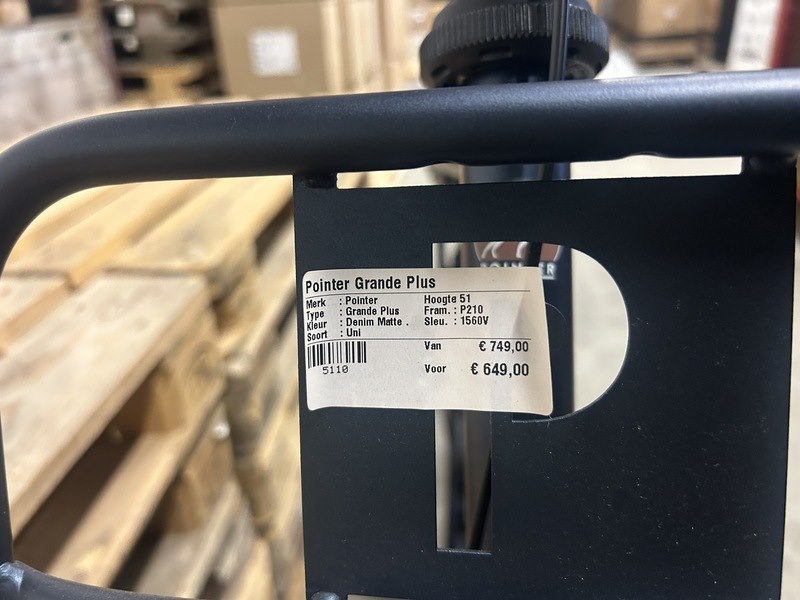 Pointer Grande Plus
Merk : Pointer Hoogte 51
Type : Grande Plus Fram. : P210
Kleur : Denim Matte . Sleu. : 1560V
Soort : Uni
Van € 749,00
5110
Voor € 649,00